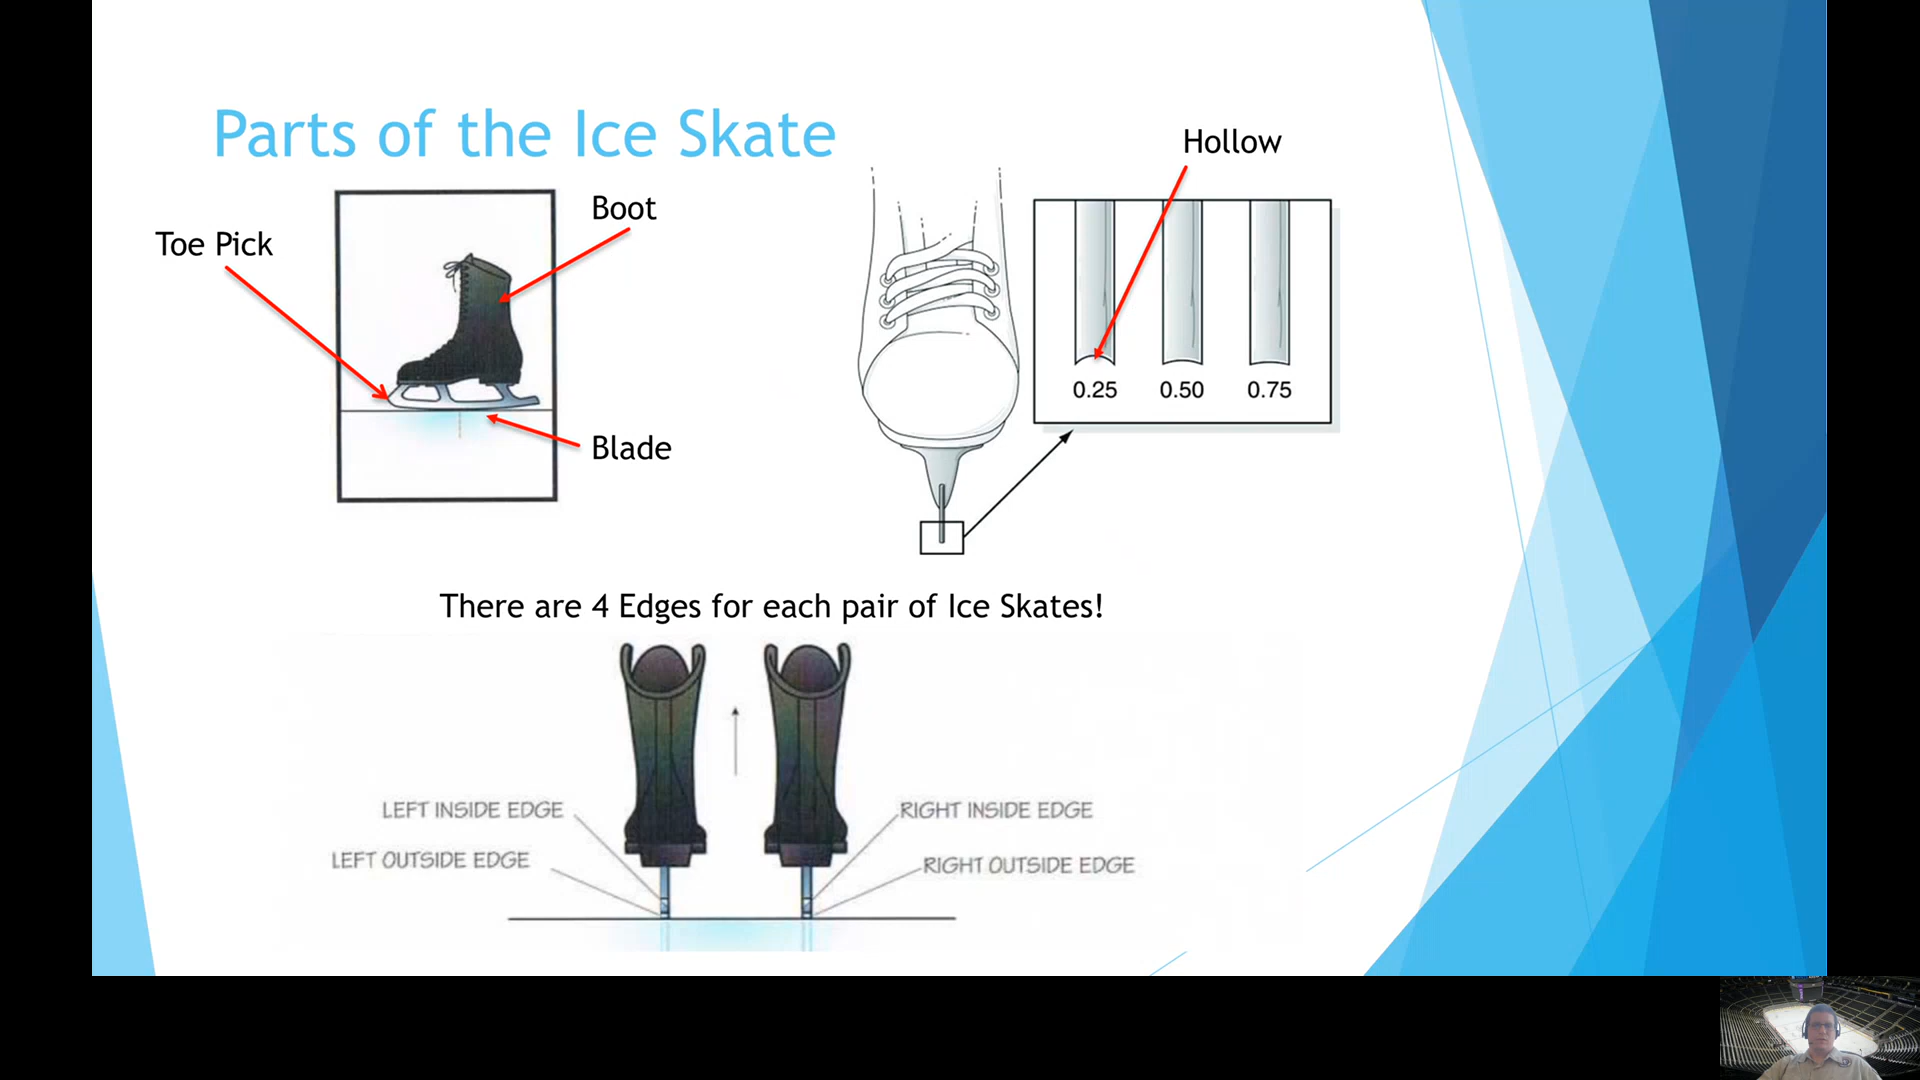 Parts of the Ice Skate
Hollow
Boot
Toe Pick
Blade
0.25 0.50 0.75
There are 4 Edges for each pair of Ice Skates!
LEFT INSIDE EDGE
RIGHT INSIDE EDGE
LEFT OUTSIDE EDGE
RIGHT OUTSIDE EDGE